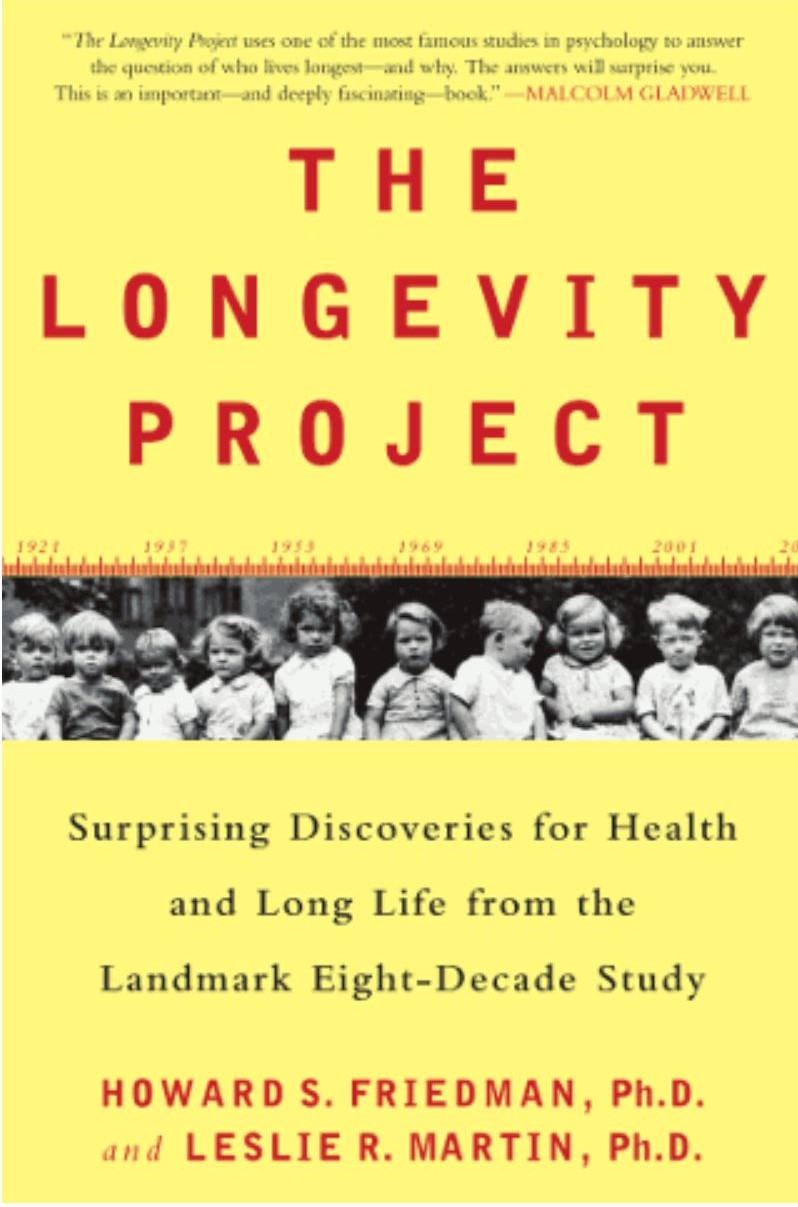 “The Longevity Project uses one of the most famous studies in psychology to answer
the question of who lives longest—and why. The answers will surprise you.
This is an important—and deeply fascinating—book.” —MALCOLM GLADWELL
THE
LONGEVITY
PROJECT
1921 1937 1953 1969 1985 2001 20
Surprising Discoveries for Health
and Long Life from the
Landmark Eight-Decade Study
HOWARD S. FRIEDMAN, Ph.D.
and LESLIE R. MARTIN, Ph.D.